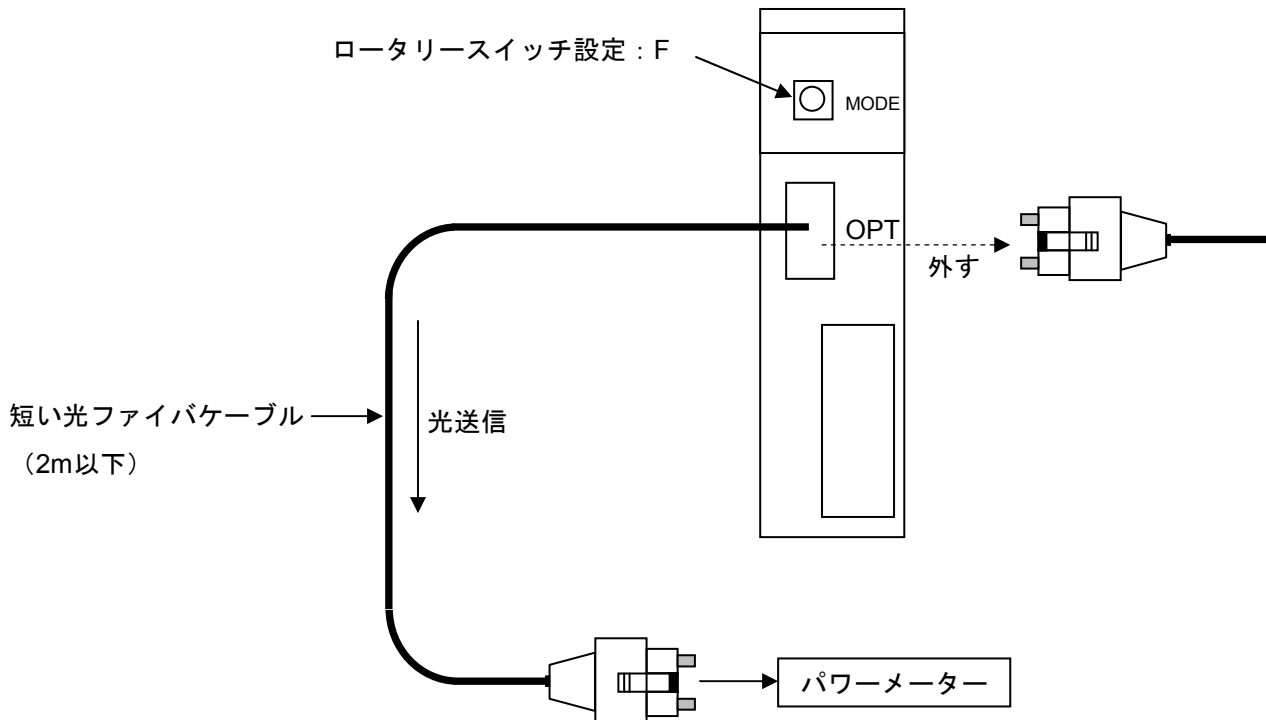 ロータリースイッチ設定：F
MODE
OPT
外す
短い光ファイバケーブル
（2m以下）
光送信
パワーメーター